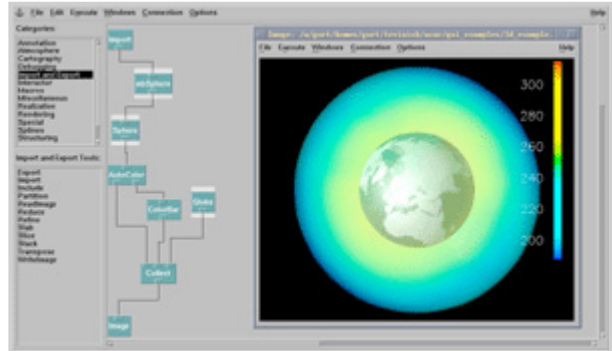 File Edit Execute Windows Connection Options Help
Categories
Annotation
Atmosphere
Cartography
Debugging
Import and Export
Interactor
Macros
Miscellaneous
Realization
Rendering
Special
Splines
Structuring
Import and Export Tools:
Export
Import
Include
Partition
ReadImage
Reduce
Refine
Slab
Slice
Stack
Transpose
WriteImage
Import
Sphere
AutoColor
ColorBar
Globe
Collect
Image
File Execute Windows Connection Options Help
300
280
260
240
220
200